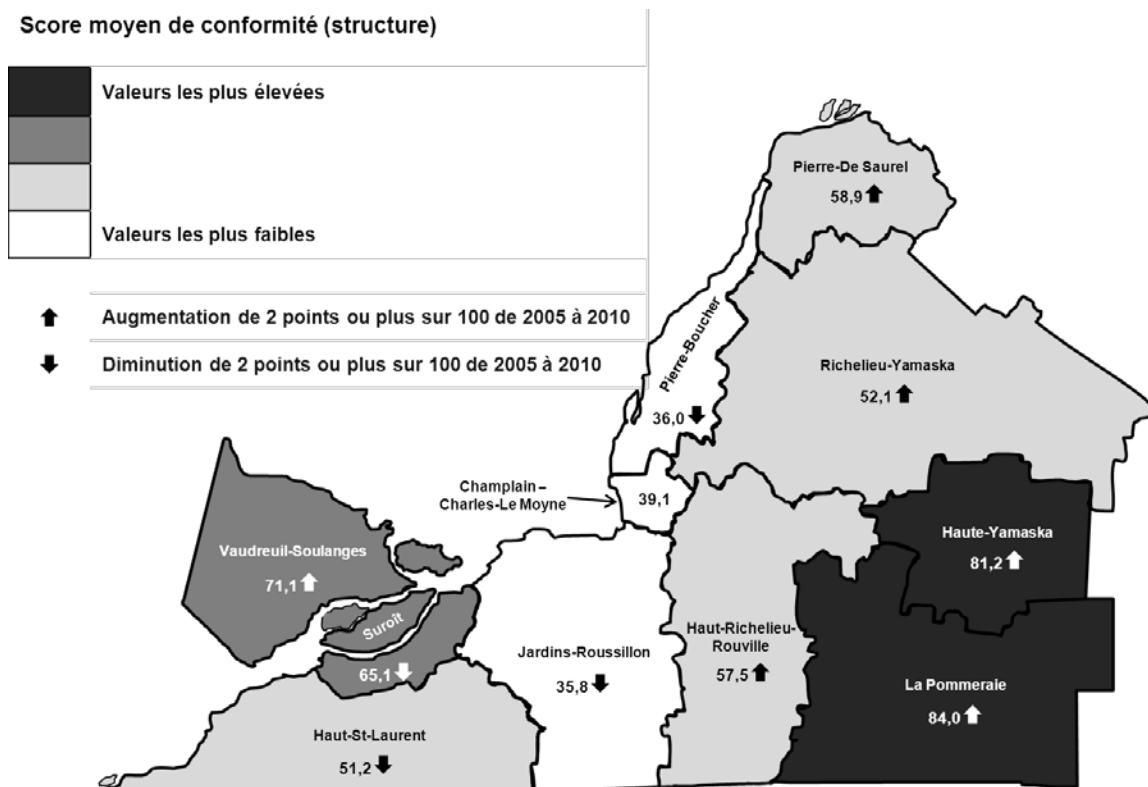 Score moyen de conformité (structure)
Valeurs les plus élevées
Valeurs les plus faibles
Augmentation de 2 points ou plus sur 100 de 2005 à 2010
Diminution de 2 points ou plus sur 100 de 2005 à 2010
Pierre-De Saurel
58,9
Pierre-Boucher
36,0
Richelieu-Yamaska
52,1
Champlain –
Charles-Le Moyne
39,1
Haute-Yamaska
81,2
Vaudreuil-Soulanges
71,1
Suroît
65,1
Jardins-Roussillon
35,8
Haut-Richelieu-
Rouville
57,5
La Pommeraie
84,0
Haut-St-Laurent
51,2